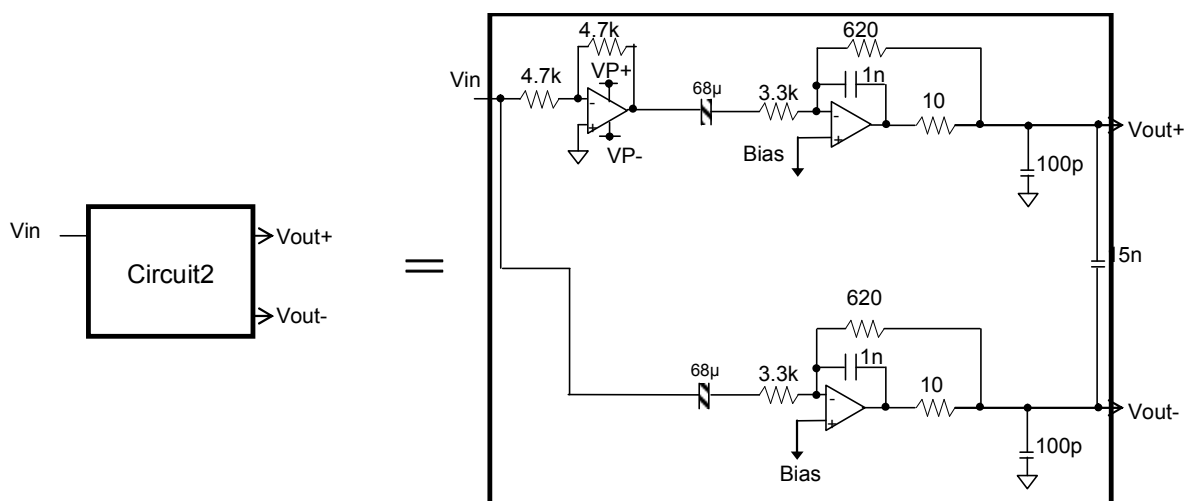 Vin
Circuit2
Vout+
Vout-
=
Vin
4.7k
4.7k
VP+
-
+
VP-
68µ
3.3k
620
1n
-
+
Bias
10
100p
Vout+
15n
68µ
3.3k
620
1n
-
+
Bias
10
100p
Vout-